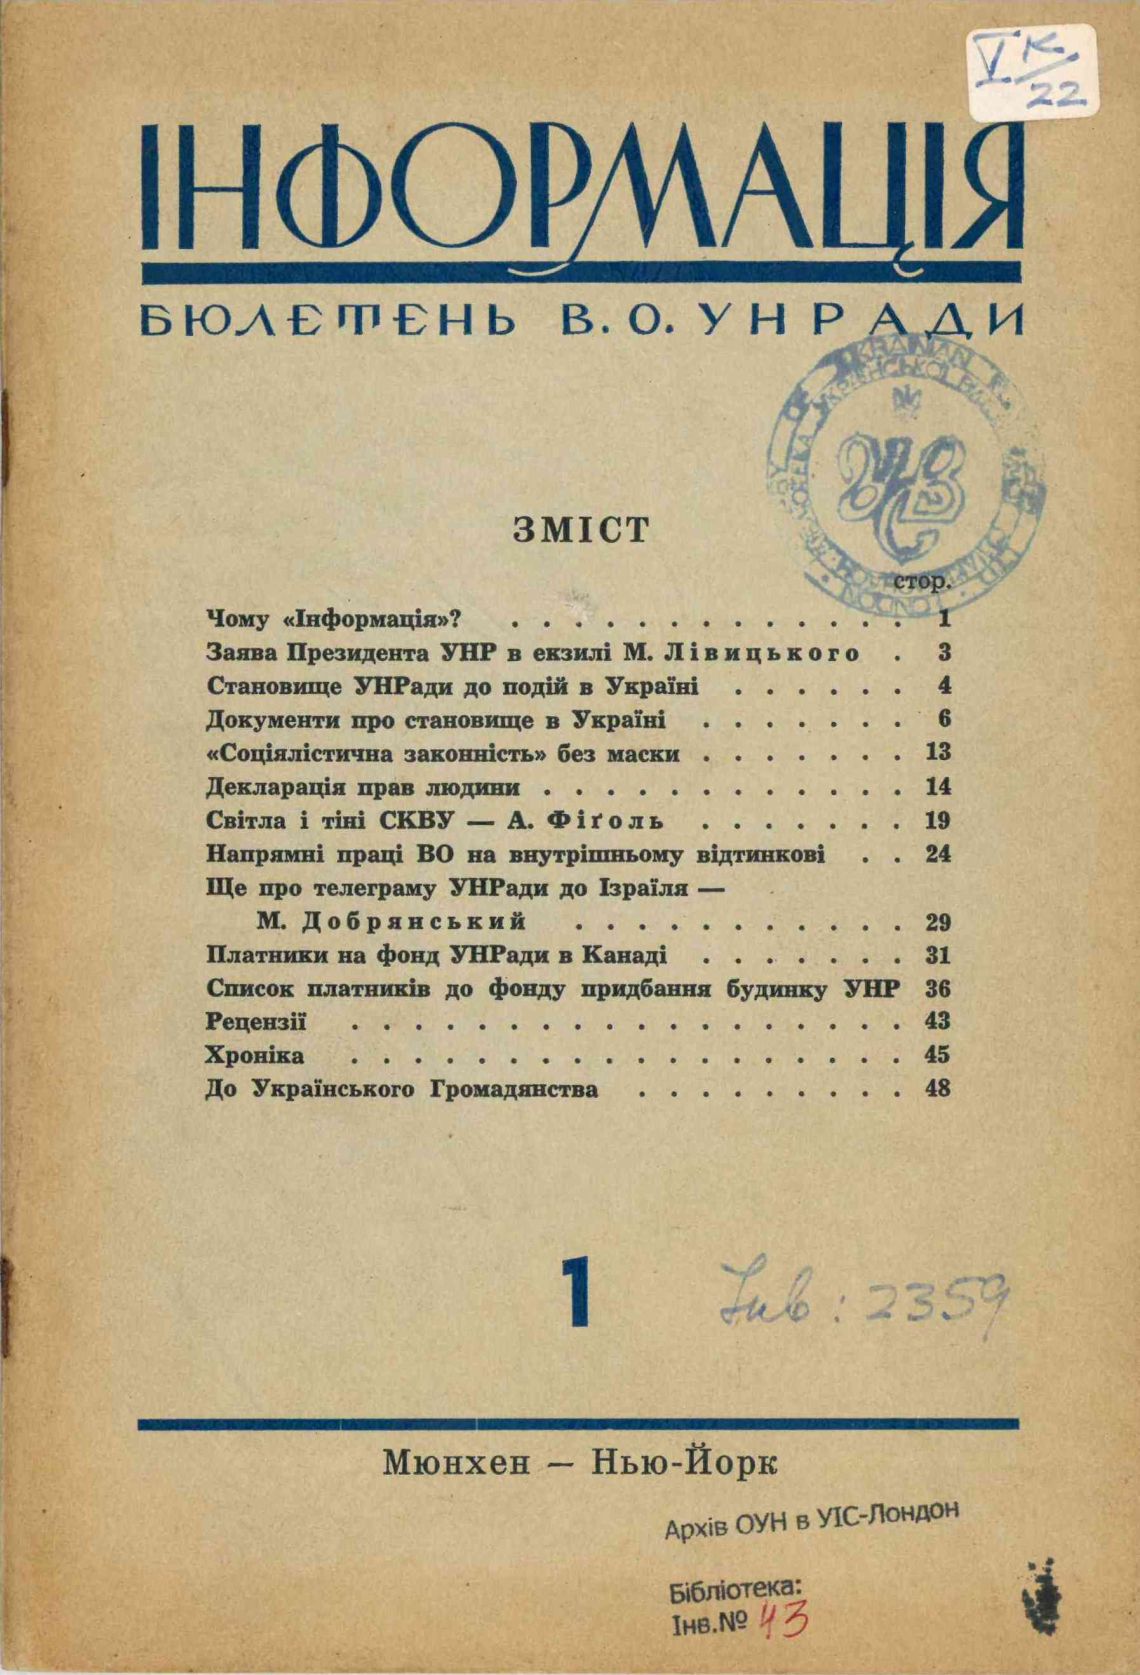 V K.
22
ІНФОРМАЦІЯ
БЮЛЕТЕНЬ В. О. УНРАДИ
ЗМІСТ
стор.
Чому «Інформація»? . . . . . . . . . . . . . 1
Заява Президента УНР в екзилі М. Лівицького . 3
Становище УНРади до подій в Україні . . . . . . 4
Документи про становище в Україні . . . . . . . 6
«Соціялістична законність» без маски . . . . . . . 13
Декларація прав людини . . . . . . . . . . . . 14
Світла і тіні СКВУ — А. Фіґоль . . . . . . . 19
Напрямні праці ВО на внутрішньому відтинкові . . 24
Ще про телеграму УНРади до Ізраїля —
М. Добрянський . . . . . . . . . . . 29
Платники на фонд УНРади в Канаді . . . . . . . 31
Список платників до фонду придбання будинку УНР 36
Рецензії . . . . . . . . . . . . . . . . . . 43
Хроніка . . . . . . . . . . . . . . . . . . 45
До Українського Громадянства . . . . . . . . . 48
1
Inv : 2359
Мюнхен — Нью-Йорк
Архів ОУН в УІС-Лондон
Бібліотека:
Інв.№ 43